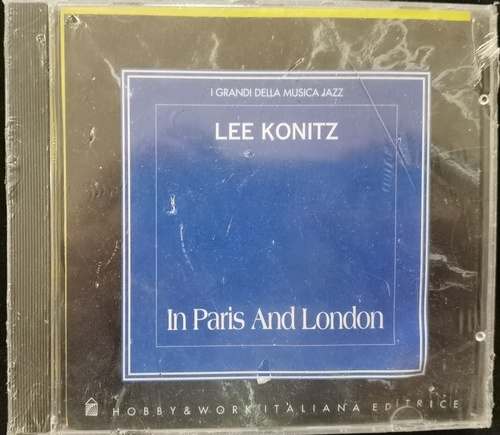 I GRANDI DELLA MUSICA JAZZ
LEE KONITZ
In Paris And London
HOBBY & WORK ITALIANA EDITRICE